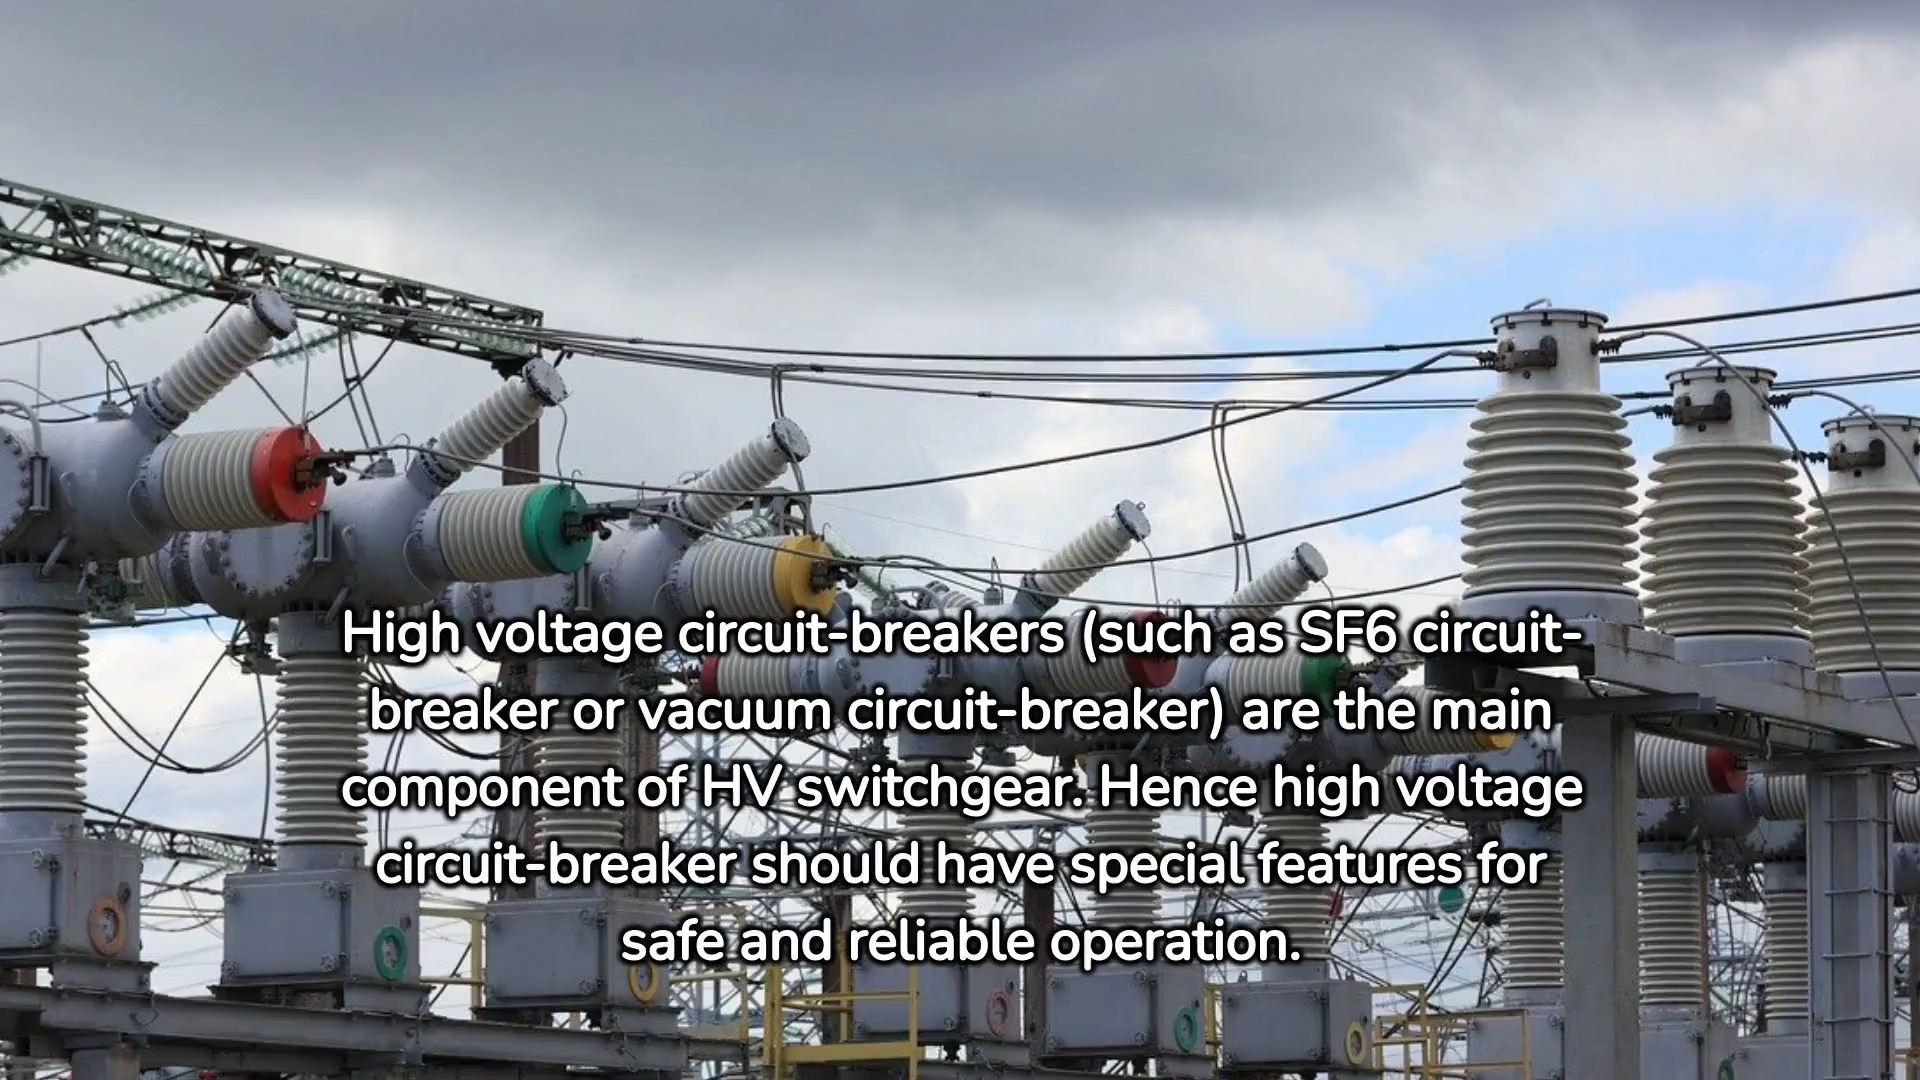 High voltage circuit-breakers (such as SF6 circuit-
breaker or vacuum circuit-breaker) are the main
component of HV switchgear. Hence high voltage
circuit-breaker should have special features for
safe and reliable operation.